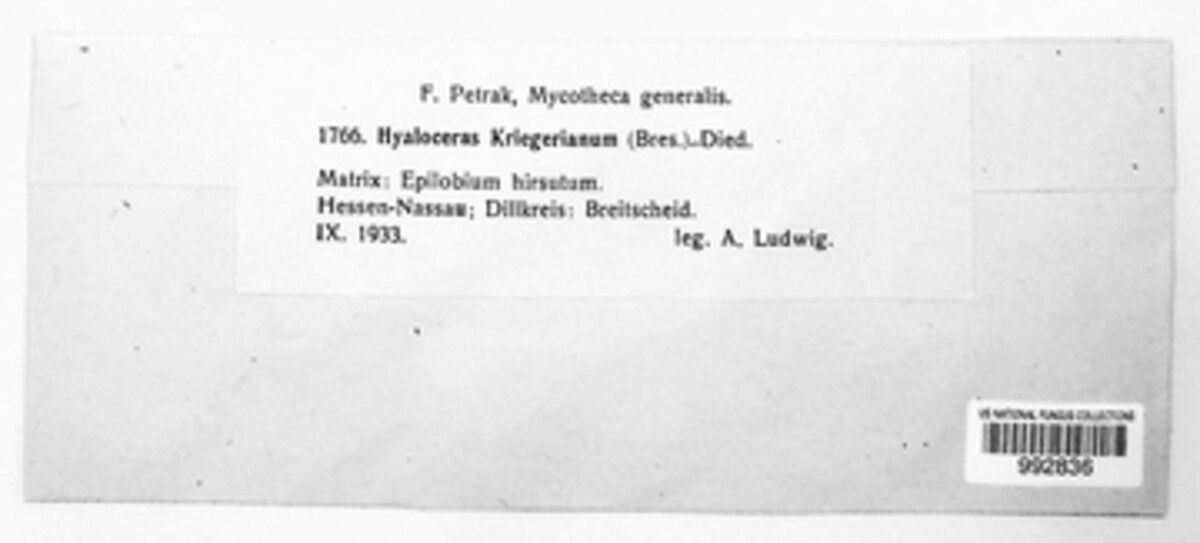 F. Petrak, Mycotheca generalis.
1766. Hyaloceras Kriegerianum (Bres.) Died.
Matrix: Epilobium hirsutum.
Hessen-Nassau; Dillkreis: Breitscheid.
IX. 1933. leg. A. Ludwig.
US NATIONAL FUNGUS COLLECTIONS
992836